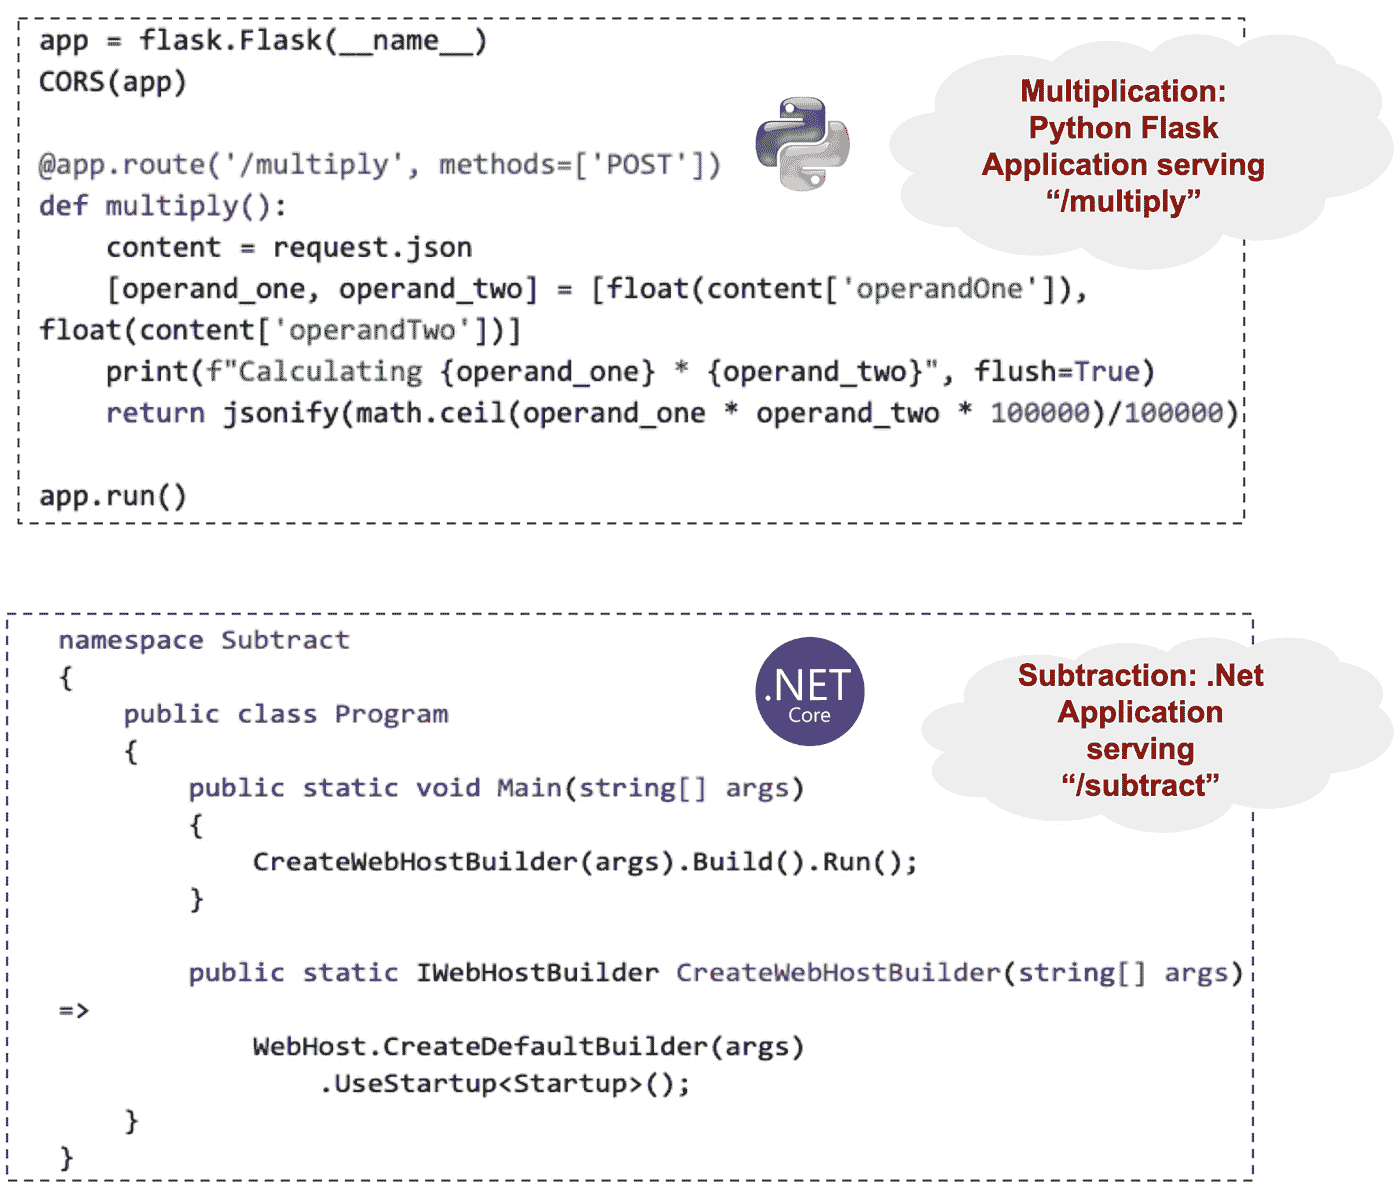 app = flask.Flask(__name__)
CORS(app)
@app.route('/multiply', methods=['POST'])
def multiply():
    content = request.json
    [operand_one, operand_two] = [float(content['operandOne']),
float(content['operandTwo'])]
    print(f"Calculating {operand_one} * {operand_two}", flush=True)
    return jsonify(math.ceil(operand_one * operand_two * 100000)/100000)
app.run()
Multiplication:
Python Flask
Application serving
“/multiply”
namespace Subtract
{
    public class Program
    {
        public static void Main(string[] args)
        {
            CreateWebHostBuilder(args).Build().Run();
        }
        public static IWebHostBuilder CreateWebHostBuilder(string[] args)
=>
            WebHost.CreateDefaultBuilder(args)
                .UseStartup<Startup>();
    }
}
.NET
Core
Subtraction: .Net
Application
serving
“/subtract”